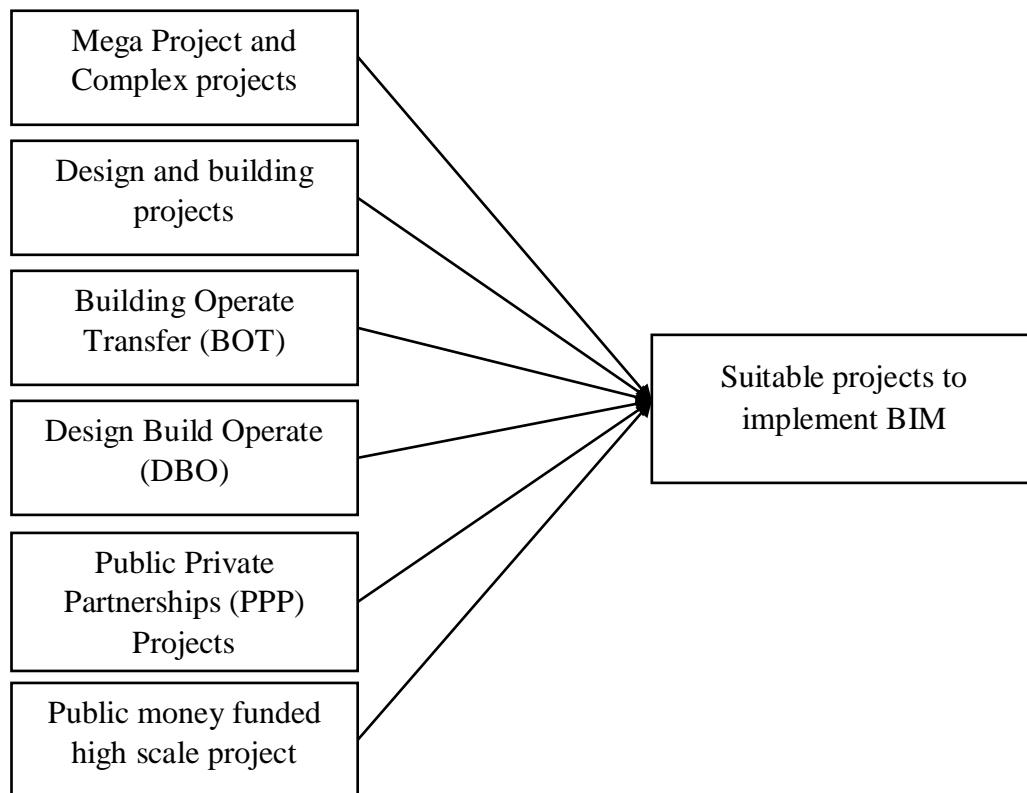 Mega Project and
Complex projects
Design and building
projects
Building Operate
Transfer (BOT)
Design Build Operate
(DBO)
Public Private
Partnerships (PPP)
Projects
Public money funded
high scale project
Suitable projects to
implement BIM